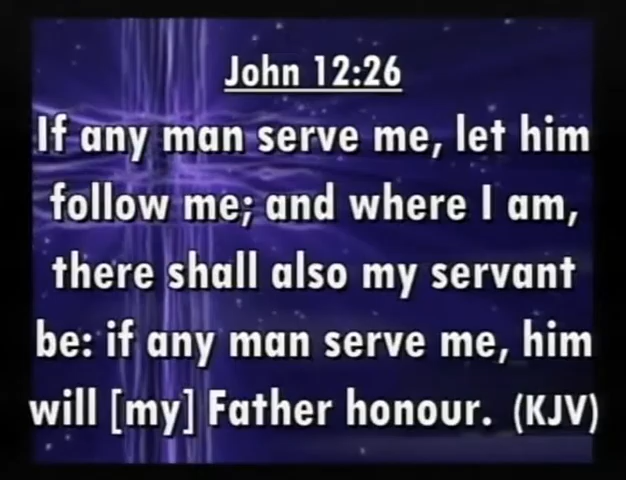 John 12:26
If any man serve me, let him
follow me; and where I am,
there shall also my servant
be: if any man serve me, him
will [my] Father honour. (KJV)